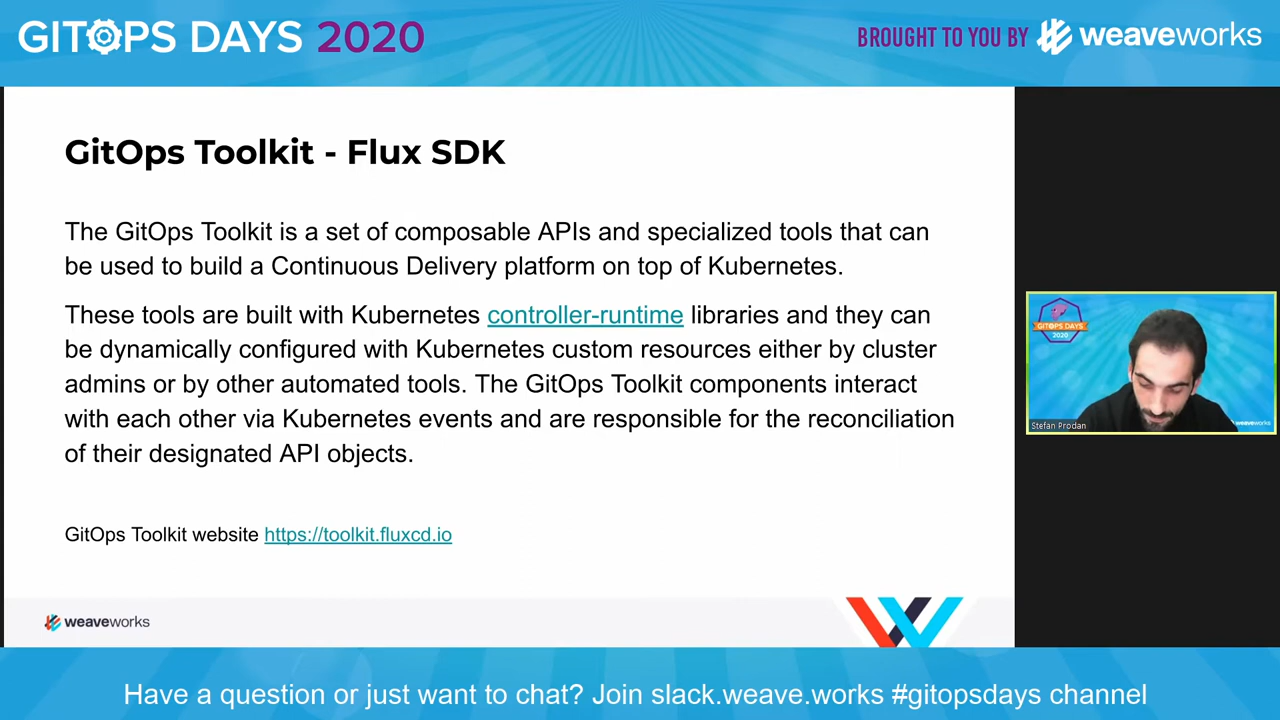 GITOPS DAYS 2020
BROUGHT TO YOU BY weaveworks
GitOps Toolkit - Flux SDK
The GitOps Toolkit is a set of composable APIs and specialized tools that can
be used to build a Continuous Delivery platform on top of Kubernetes.
These tools are built with Kubernetes controller-runtime libraries and they can
be dynamically configured with Kubernetes custom resources either by cluster
admins or by other automated tools. The GitOps Toolkit components interact
with each other via Kubernetes events and are responsible for the reconciliation
of their designated API objects.
GitOps Toolkit website https://toolkit.fluxcd.io
weaveworks
GITOPS DAYS
2020
Stefan Prodan
weaveworks
Have a question or just want to chat? Join slack.weave.works #gitopsdays channel